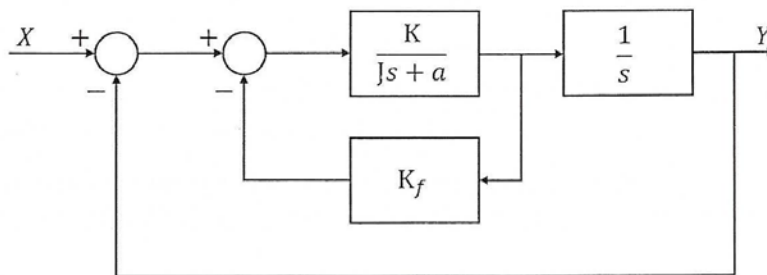 X + + K 1 Y
Js + a s
− −
K_f